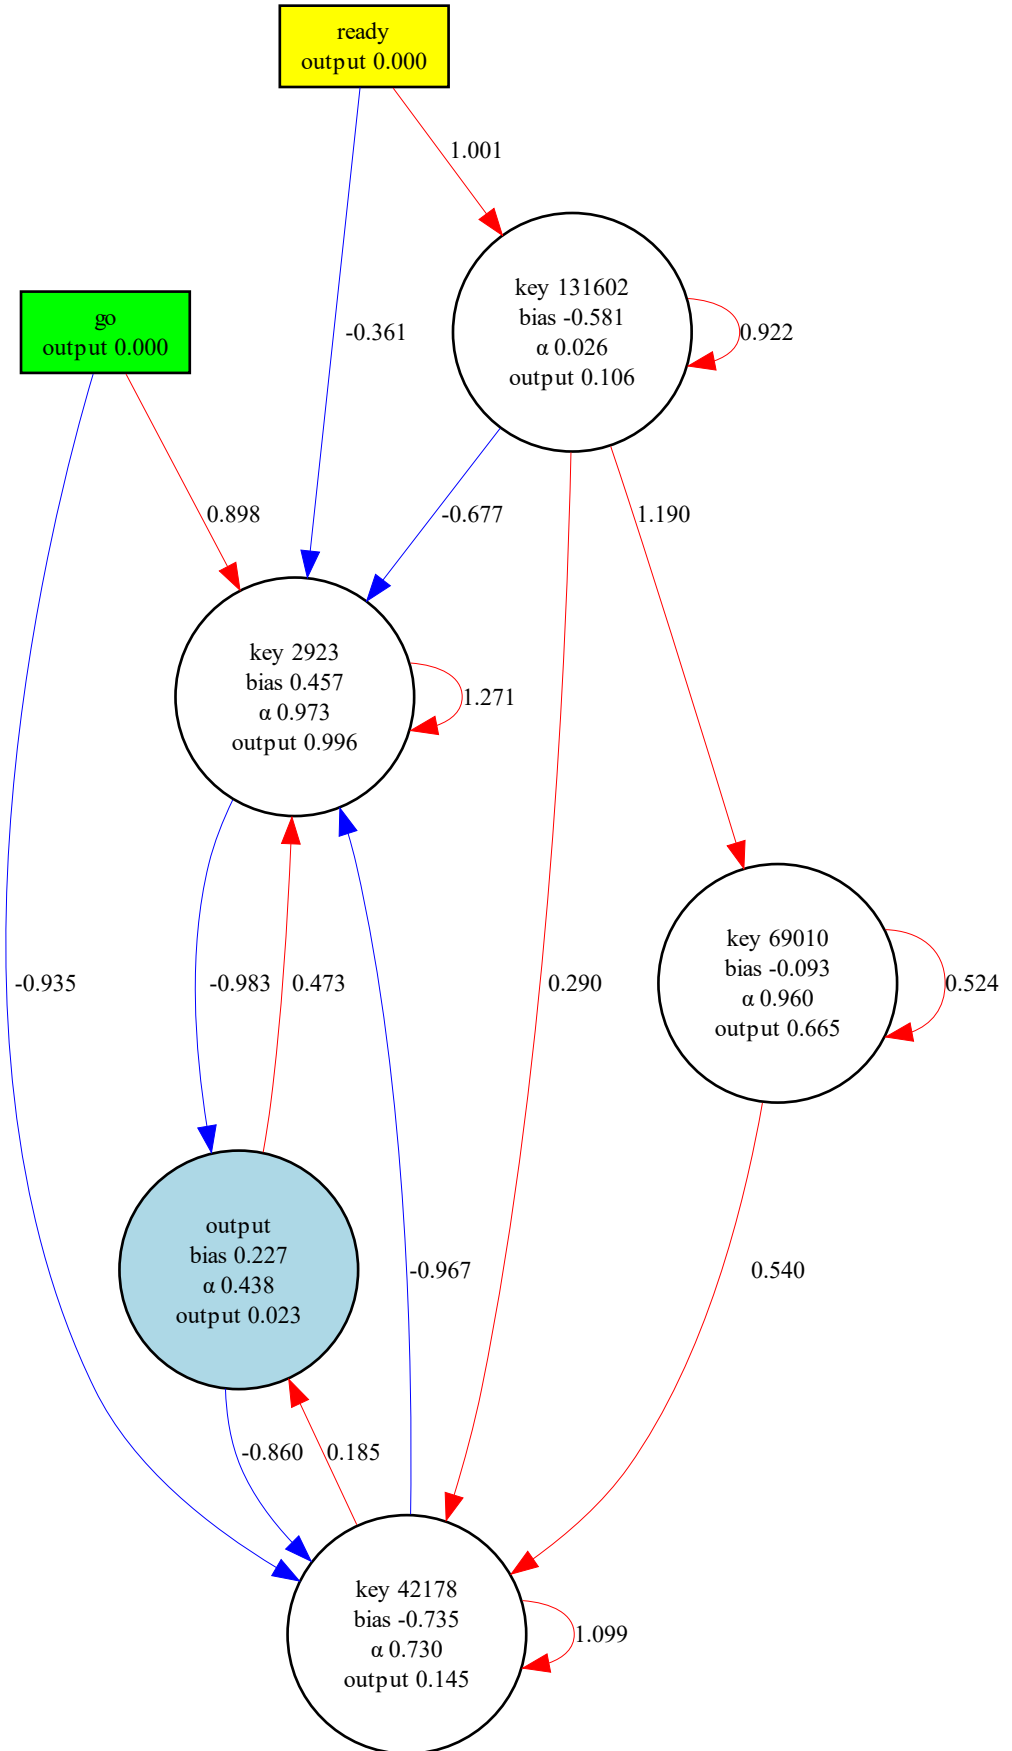 ready
output 0.000
1.001
key 131602
bias -0.581
α 0.026
output 0.106
0.922
go
output 0.000
-0.361
0.898
-0.677
1.190
key 2923
bias 0.457
α 0.973
output 0.996
1.271
key 69010
bias -0.093
α 0.960
output 0.665
0.524
-0.935
-0.983
0.473
0.290
output
bias 0.227
α 0.438
output 0.023
-0.967
0.540
-0.860
0.185
key 42178
bias -0.735
α 0.730
output 0.145
1.099